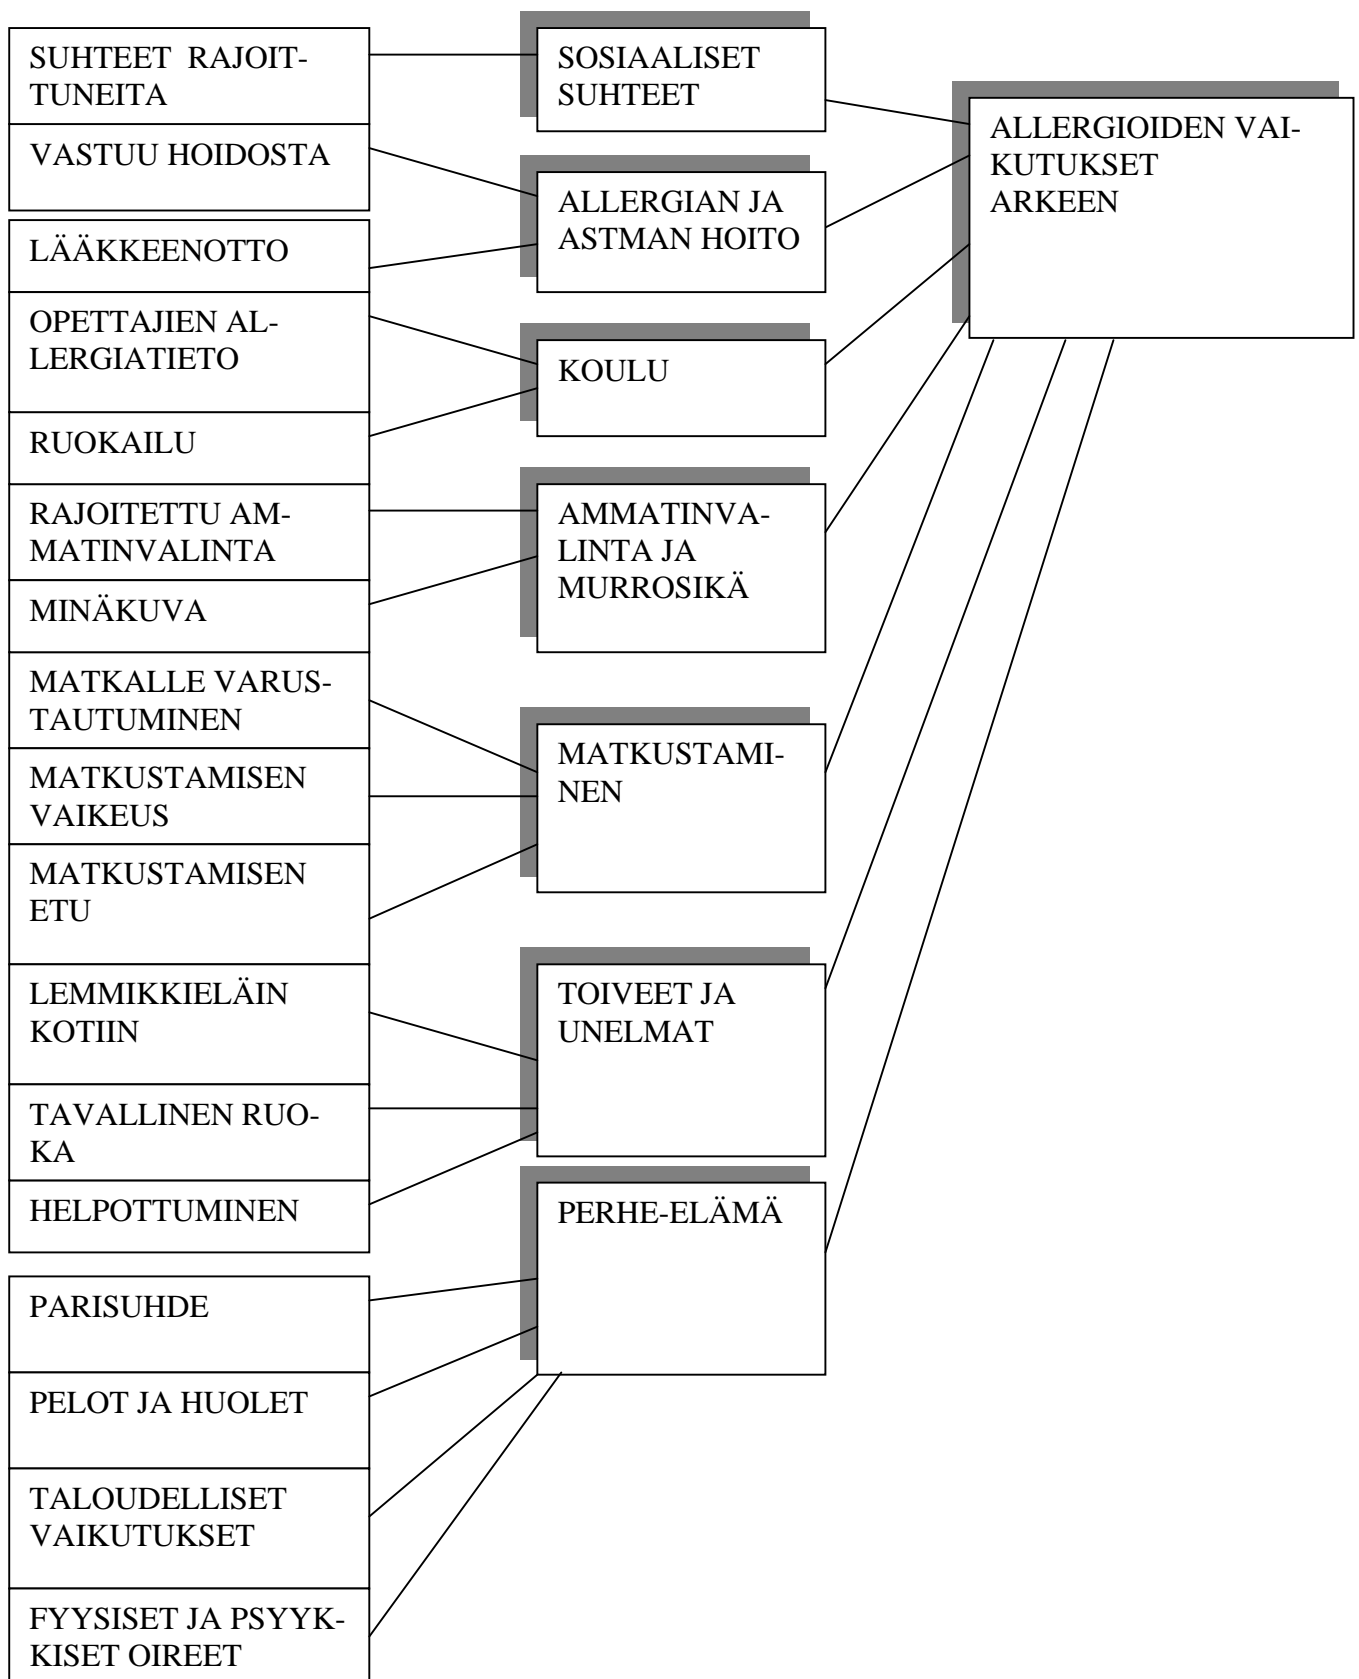 SUHTEET RAJOIT-
TUNEITA
VASTUU HOIDOSTA
LÄÄKKEENOTTO
OPETTAJIEN AL-
LERGIATIETO
RUOKAILU
RAJOITETTU AM-
MATINVALINTA
MINÄKUVA
MATKALLE VARUS-
TAUTUMINEN
MATKUSTAMISEN
VAIKEUS
MATKUSTAMISEN
ETU
LEMMIKKIELÄIN
KOTIIN
TAVALLINEN RUO-
KA
HELPOTTUMINEN
PARISUHDE
PELOT JA HUOLET
TALOUDELLISET
VAIKUTUKSET
FYYSISET JA PSYYK-
KISET OIREET
SOSIAALISET
SUHTEET
ALLERGIAN JA
ASTMAN HOITO
KOULU
AMMATINVA-
LINTA JA
MURROSIKÄ
MATKUSTAMI-
NEN
TOIVEET JA
UNELMAT
PERHE-ELÄMÄ
ALLERGIOIDEN VAI-
KUTUKSET
ARKEEN